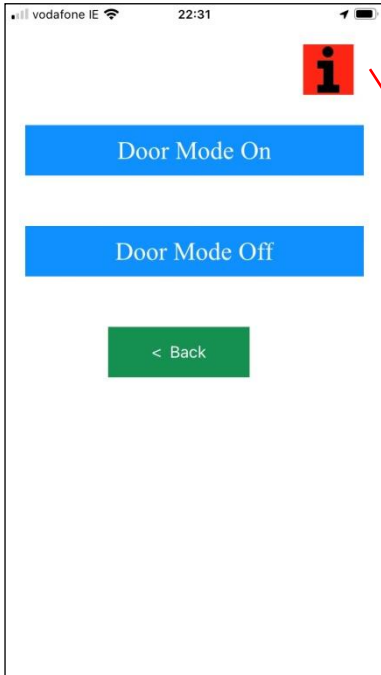 vodafone IE 22:31
i
Door Mode On
Door Mode Off
< Back